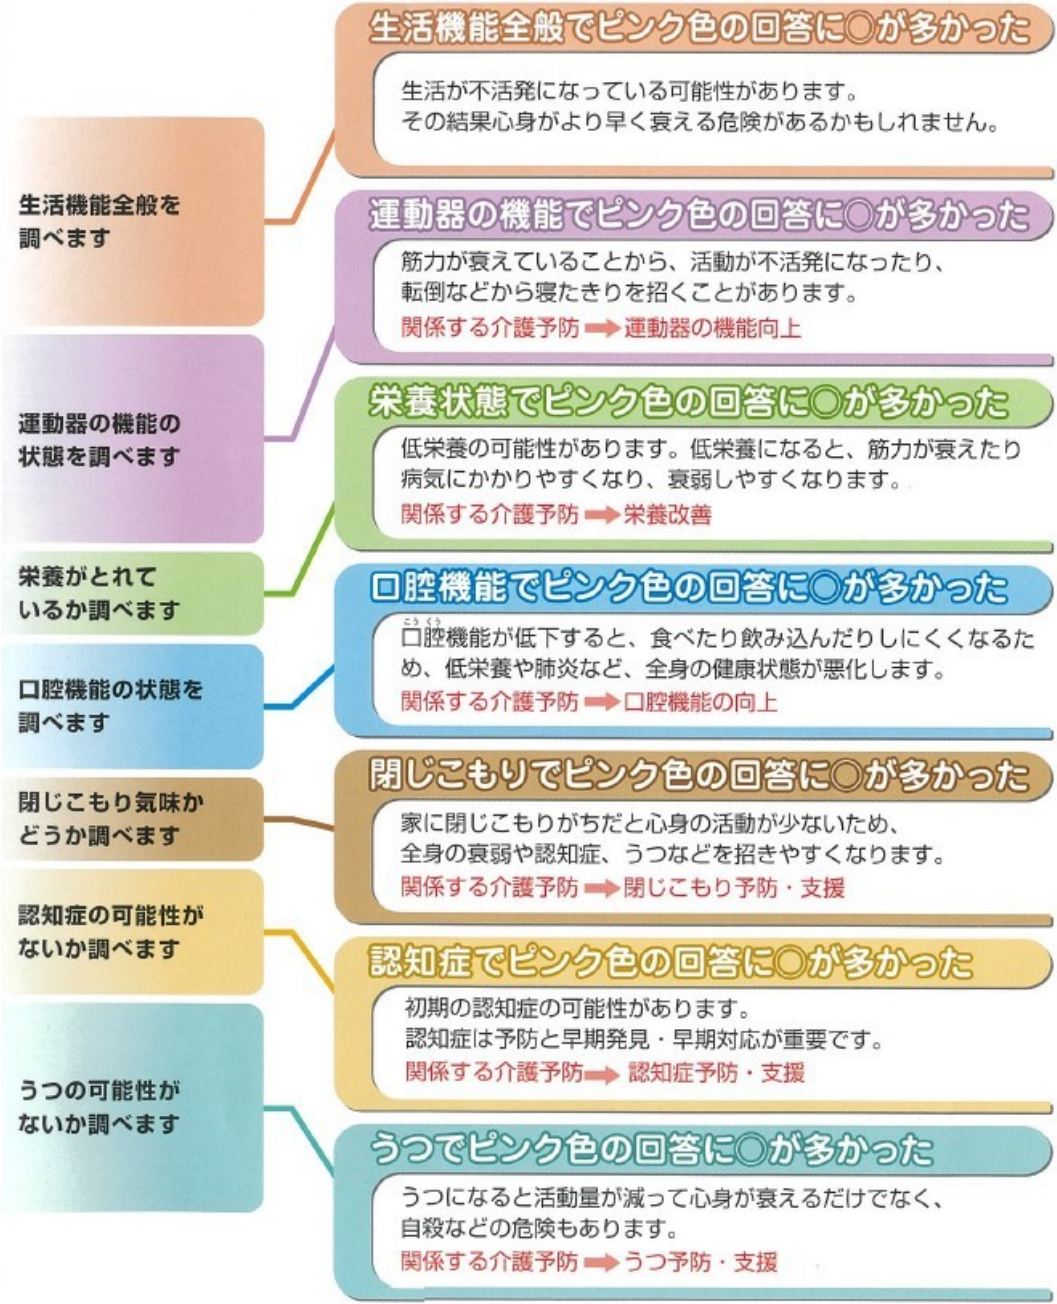 生活機能全般を
調べます
運動器の機能の
状態を調べます
栄養がとれて
いるか調べます
口腔機能の状態を
調べます
閉じこもり気味か
どうか調べます
認知症の可能性が
ないか調べます
うつの可能性が
ないか調べます
生活機能全般でピンク色の回答に○が多かった
生活が不活発になっている可能性があります。
その結果心身がより早く衰える危険があるかもしれません。
運動器の機能でピンク色の回答に○が多かった
筋力が衰えていることから、活動が不活発になったり、
転倒などから寝たきりを招くことがあります。
関係する介護予防➡運動器の機能向上
栄養状態でピンク色の回答に○が多かった
低栄養の可能性があります。低栄養になると、筋力が衰えたり
病気にかかりやすくなり、衰弱しやすくなります。
関係する介護予防➡栄養改善
口腔機能でピンク色の回答に○が多かった
こうくう
口腔機能が低下すると、食べたり飲み込んだりしにくくなるた
め、低栄養や肺炎など、全身の健康状態が悪化します。
関係する介護予防➡口腔機能の向上
閉じこもりでピンク色の回答に○が多かった
家に閉じこもりがちだと心身の活動が少ないため、
全身の衰弱や認知症、うつなどを招きやすくなります。
関係する介護予防➡閉じこもり予防・支援
認知症でピンク色の回答に○が多かった
初期の認知症の可能性があります。
認知症は予防と早期発見・早期対応が重要です。
関係する介護予防➡認知症予防・支援
うつでピンク色の回答に○が多かった
うつになると活動量が減って心身が衰えるだけでなく、
自殺などの危険もあります。
関係する介護予防➡うつ予防・支援